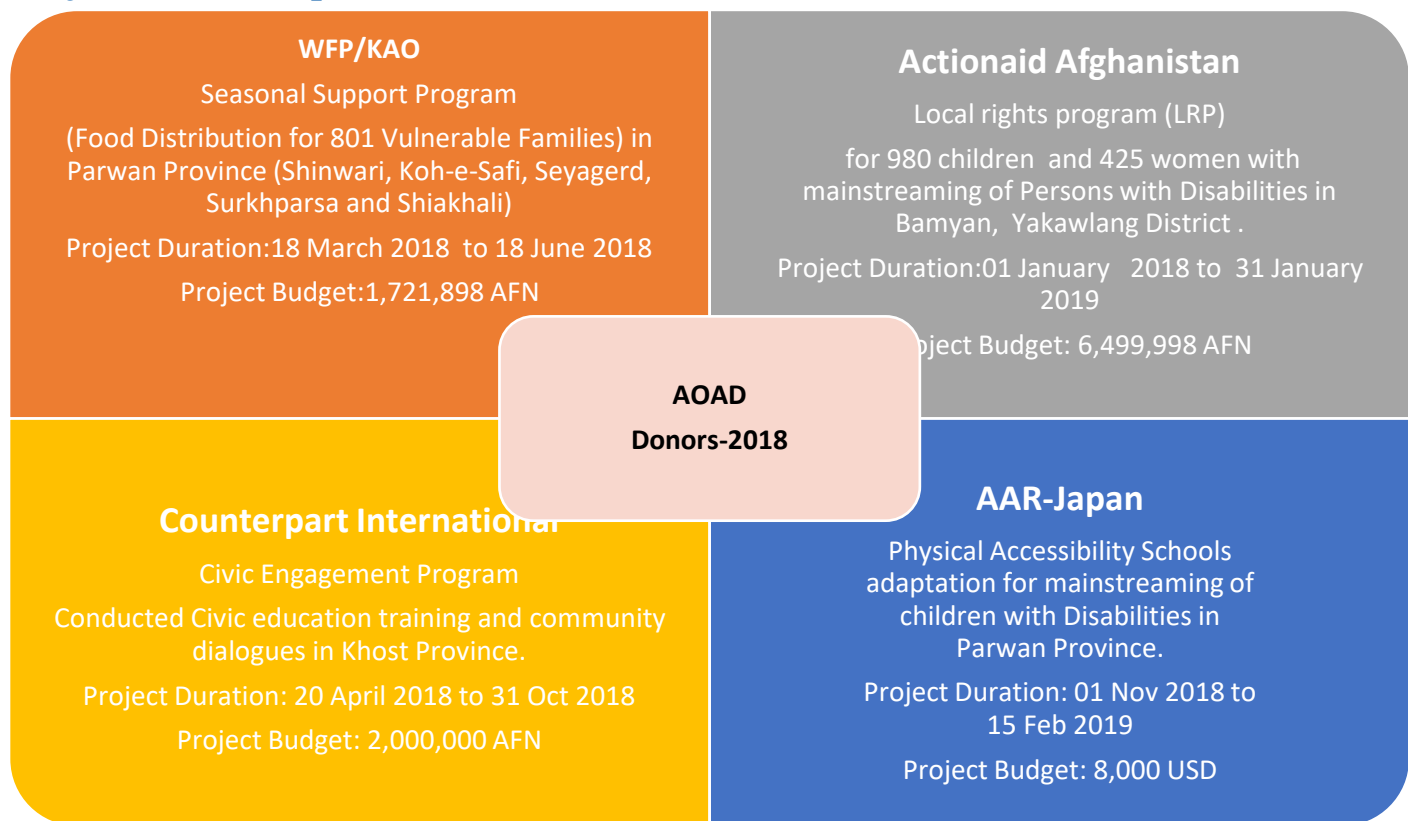 WFP/KAO
Seasonal Support Program
(Food Distribution for 801 Vulnerable Families) in
Parwan Province (Shinwari, Koh-e-Safi, Seyagerd,
Surkhparsa and Shiakhali)
Project Duration:18 March 2018 to 18 June 2018
Project Budget:1,721,898 AFN
Actionaid Afghanistan
Local rights program (LRP)
for 980 children and 425 women with
mainstreaming of Persons with Disabilities in
Bamyan, Yakawlang District .
Project Duration:01 January 2018 to 31 January
2019
Project Budget: 6,499,998 AFN
AOAD
Donors-2018
Counterpart International
Civic Engagement Program
Conducted Civic education training and community
dialogues in Khost Province.
Project Duration: 20 April 2018 to 31 Oct 2018
Project Budget: 2,000,000 AFN
AAR-Japan
Physical Accessibility Schools
adaptation for mainstreaming of
children with Disabilities in
Parwan Province.
Project Duration: 01 Nov 2018 to
15 Feb 2019
Project Budget: 8,000 USD